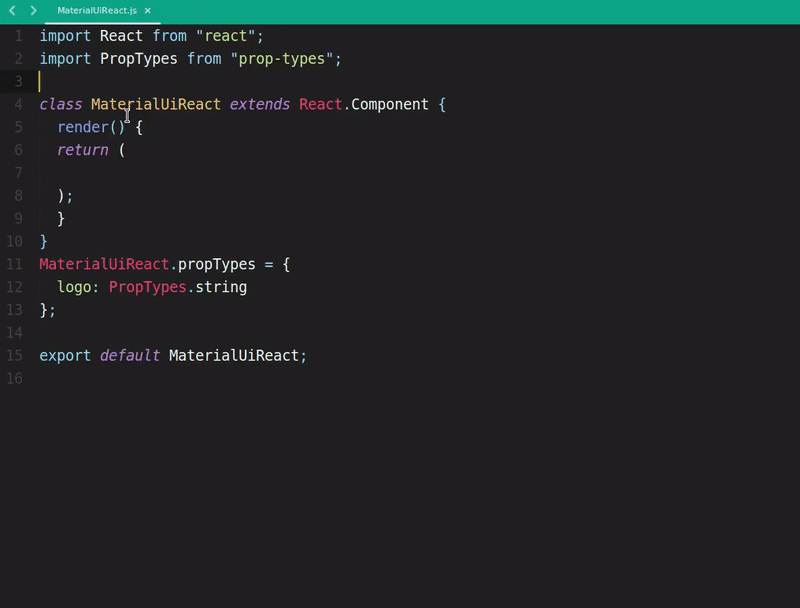 MaterialUiReact.js ×
1 import React from "react";
2 import PropTypes from "prop-types";
3
4 class MaterialUiReact extends React.Component {
5   render() {
6   return (
7
8   );
9   }
10 }
11 MaterialUiReact.propTypes = {
12   logo: PropTypes.string
13 };
14
15 export default MaterialUiReact;
16